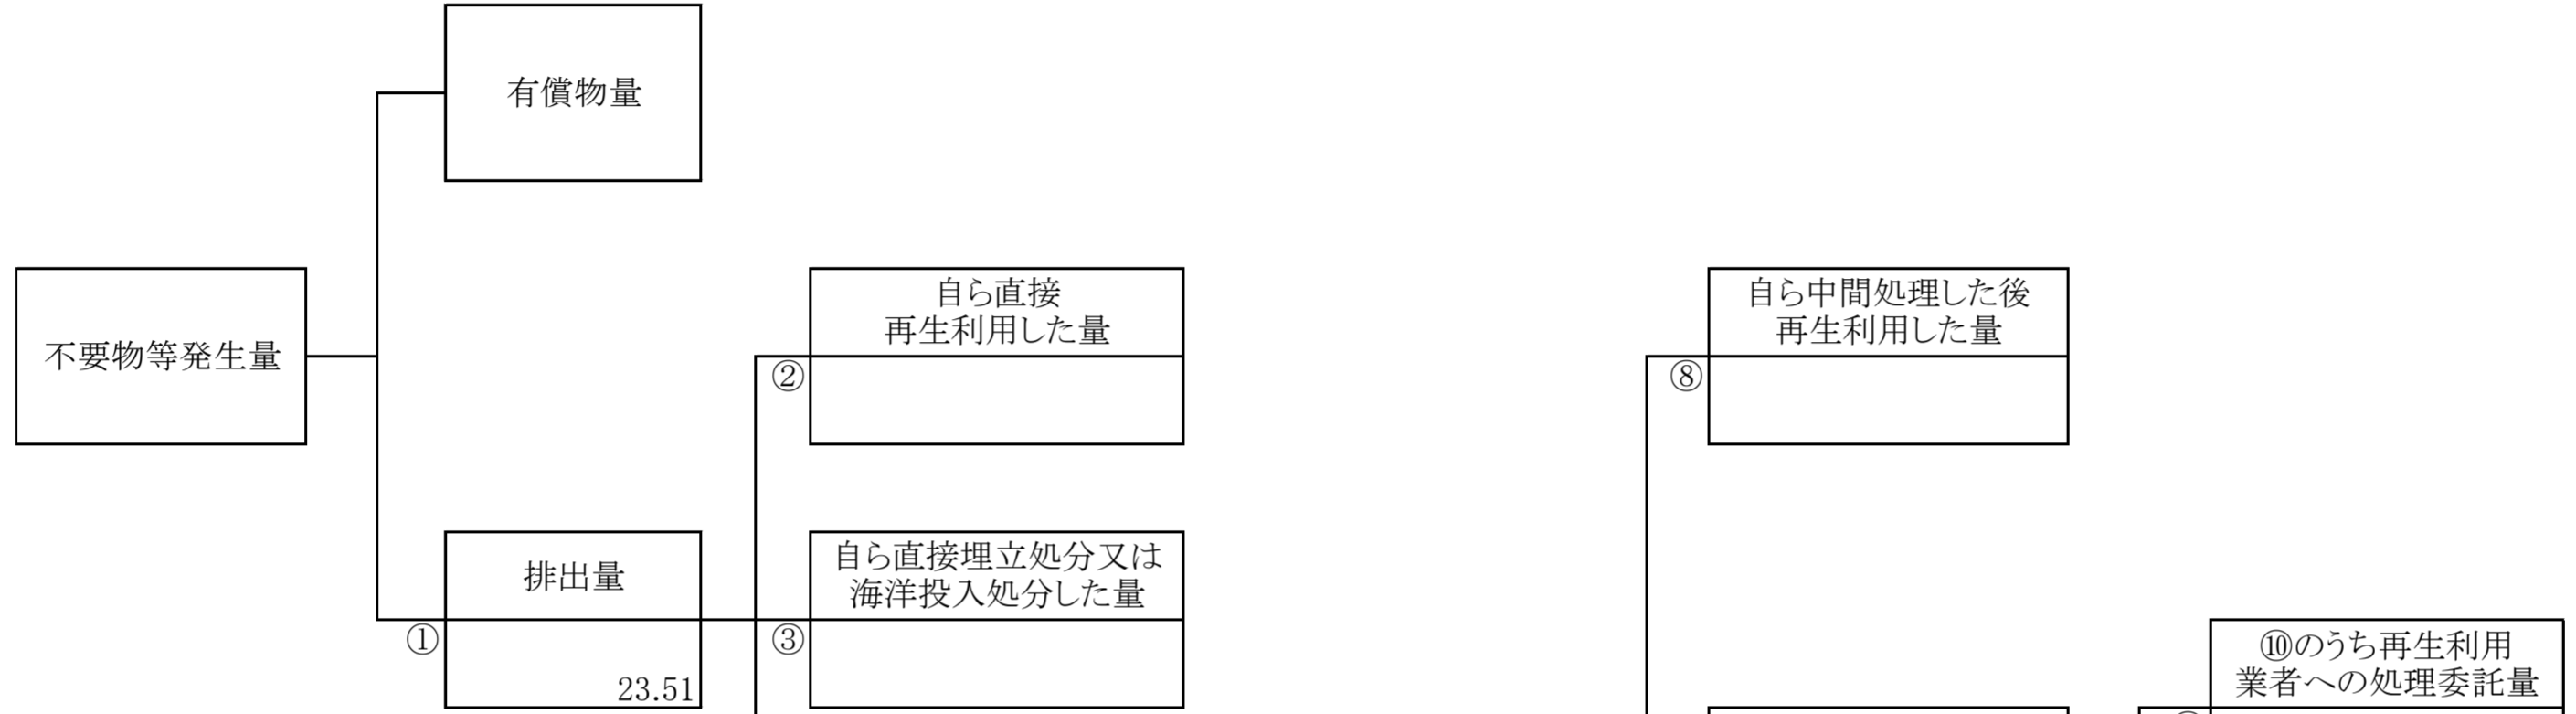 有償物量
不要物等発生量
自ら直接
再生利用した量
②
自ら中間処理した後
再生利用した量
⑧
排出量
①
23.51
自ら直接埋立処分又は
海洋投入処分した量
③
⑩のうち再生利用
業者への処理委託量